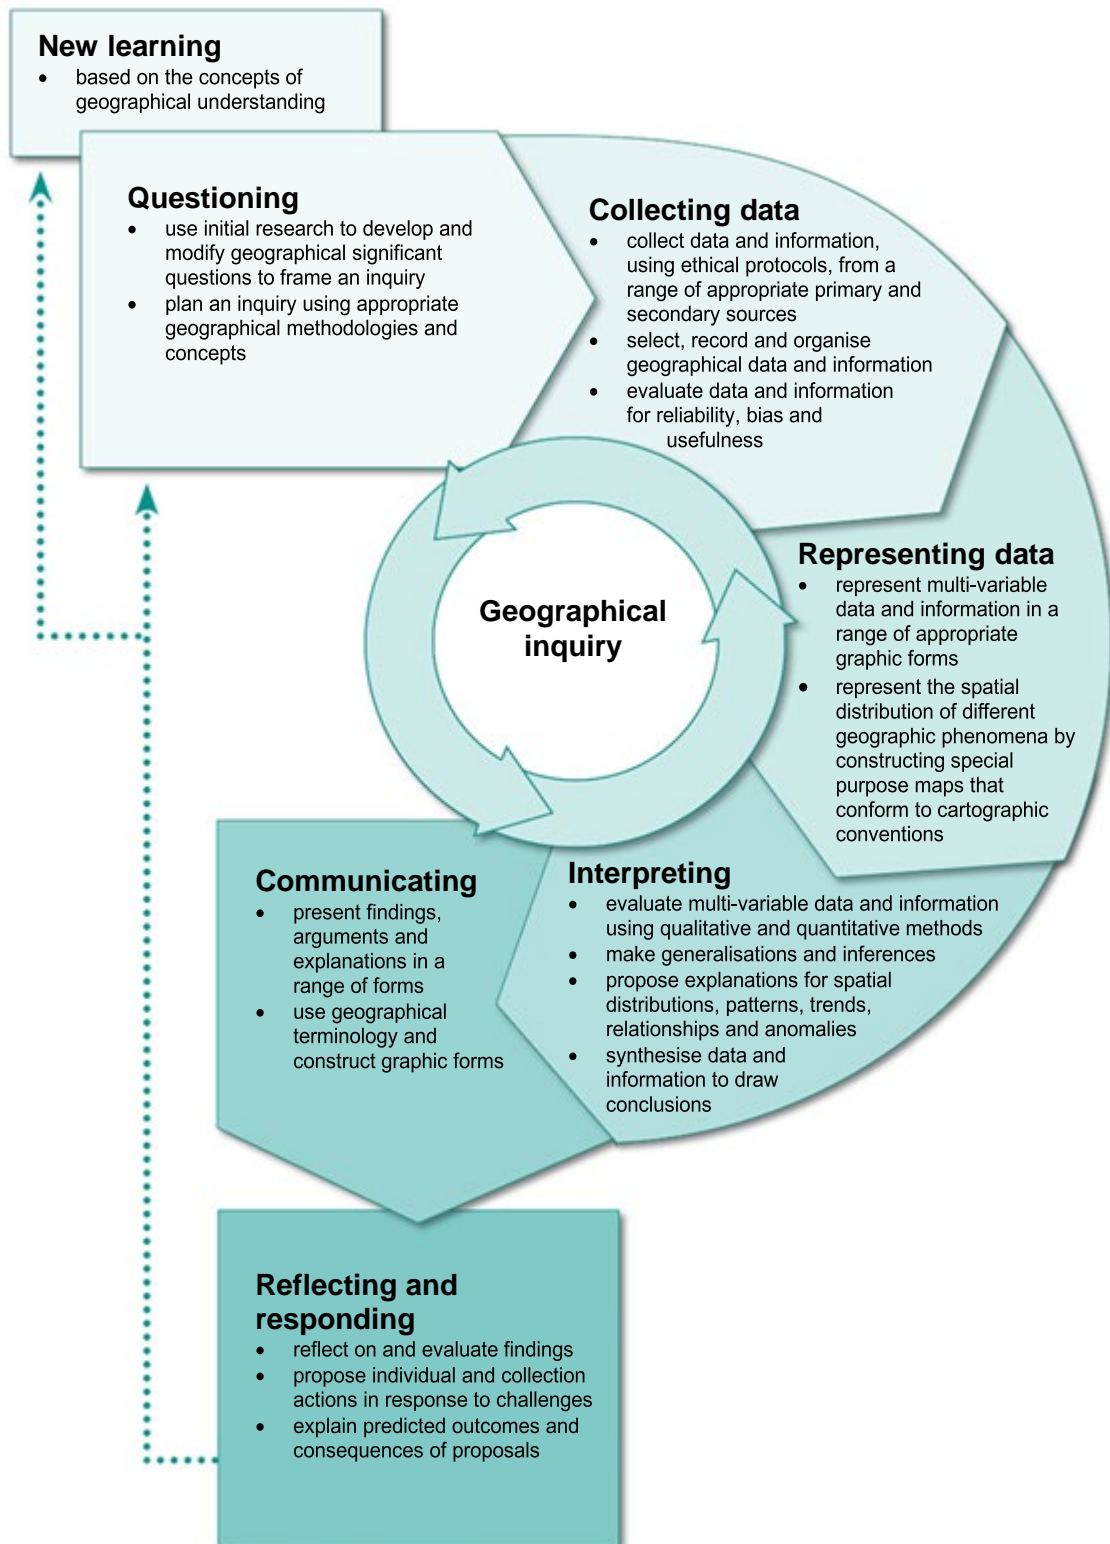 New learning
• based on the concepts of
geographical understanding
Questioning
• use initial research to develop and
modify geographical significant
questions to frame an inquiry
• plan an inquiry using appropriate
geographical methodologies and
concepts
Collecting data
• collect data and information,
using ethical protocols, from a
range of appropriate primary and
secondary sources
• select, record and organise
geographical data and information
• evaluate data and information
for reliability, bias and
usefulness
Representing data
• represent multi-variable
data and information in a
range of appropriate
graphic forms
• represent the spatial
distribution of different
geographic phenomena by
constructing special
purpose maps that
conform to cartographic
conventions
Geographical
inquiry
Interpreting
• evaluate multi-variable data and information
using qualitative and quantitative methods
• make generalisations and inferences
• propose explanations for spatial
distributions, patterns, trends,
relationships and anomalies
• synthesise data and
information to draw
conclusions
Communicating
• present findings,
arguments and
explanations in a
range of forms
• use geographical
terminology and
construct graphic forms
Reflecting and
responding
• reflect on and evaluate findings
• propose individual and collection
actions in response to challenges
• explain predicted outcomes and
consequences of proposals